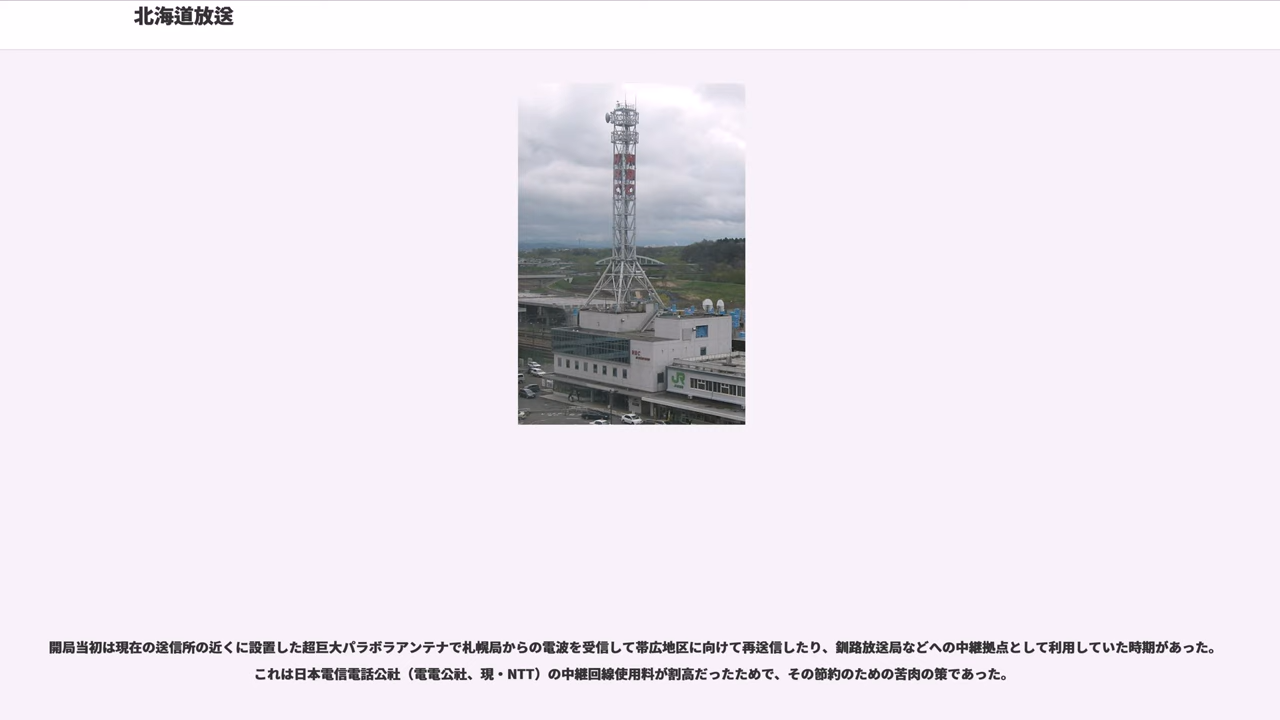 北海道放送
HBC
JR
開局当初は現在の送信所の近くに設置した超巨大パラボラアンテナで札幌局からの電波を受信して帯広地区に向けて再送信したり、釧路放送局などへの中継拠点として利用していた時期があった。
これは日本電信電話公社（電電公社、現・NTT）の中継回線使用料が割高だったためで、その節約のための苦肉の策であった。